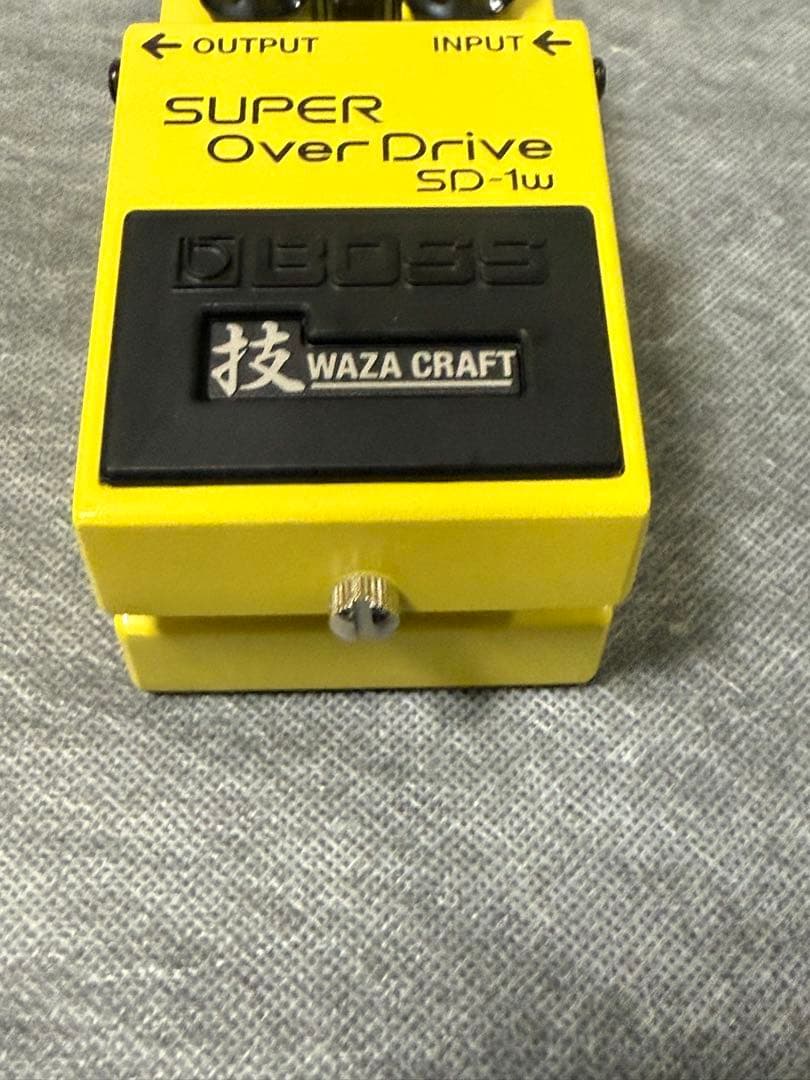 ← OUTPUT INPUT ←
SUPER
Over Drive
SD-1w
BOSS
技 WAZA CRAFT